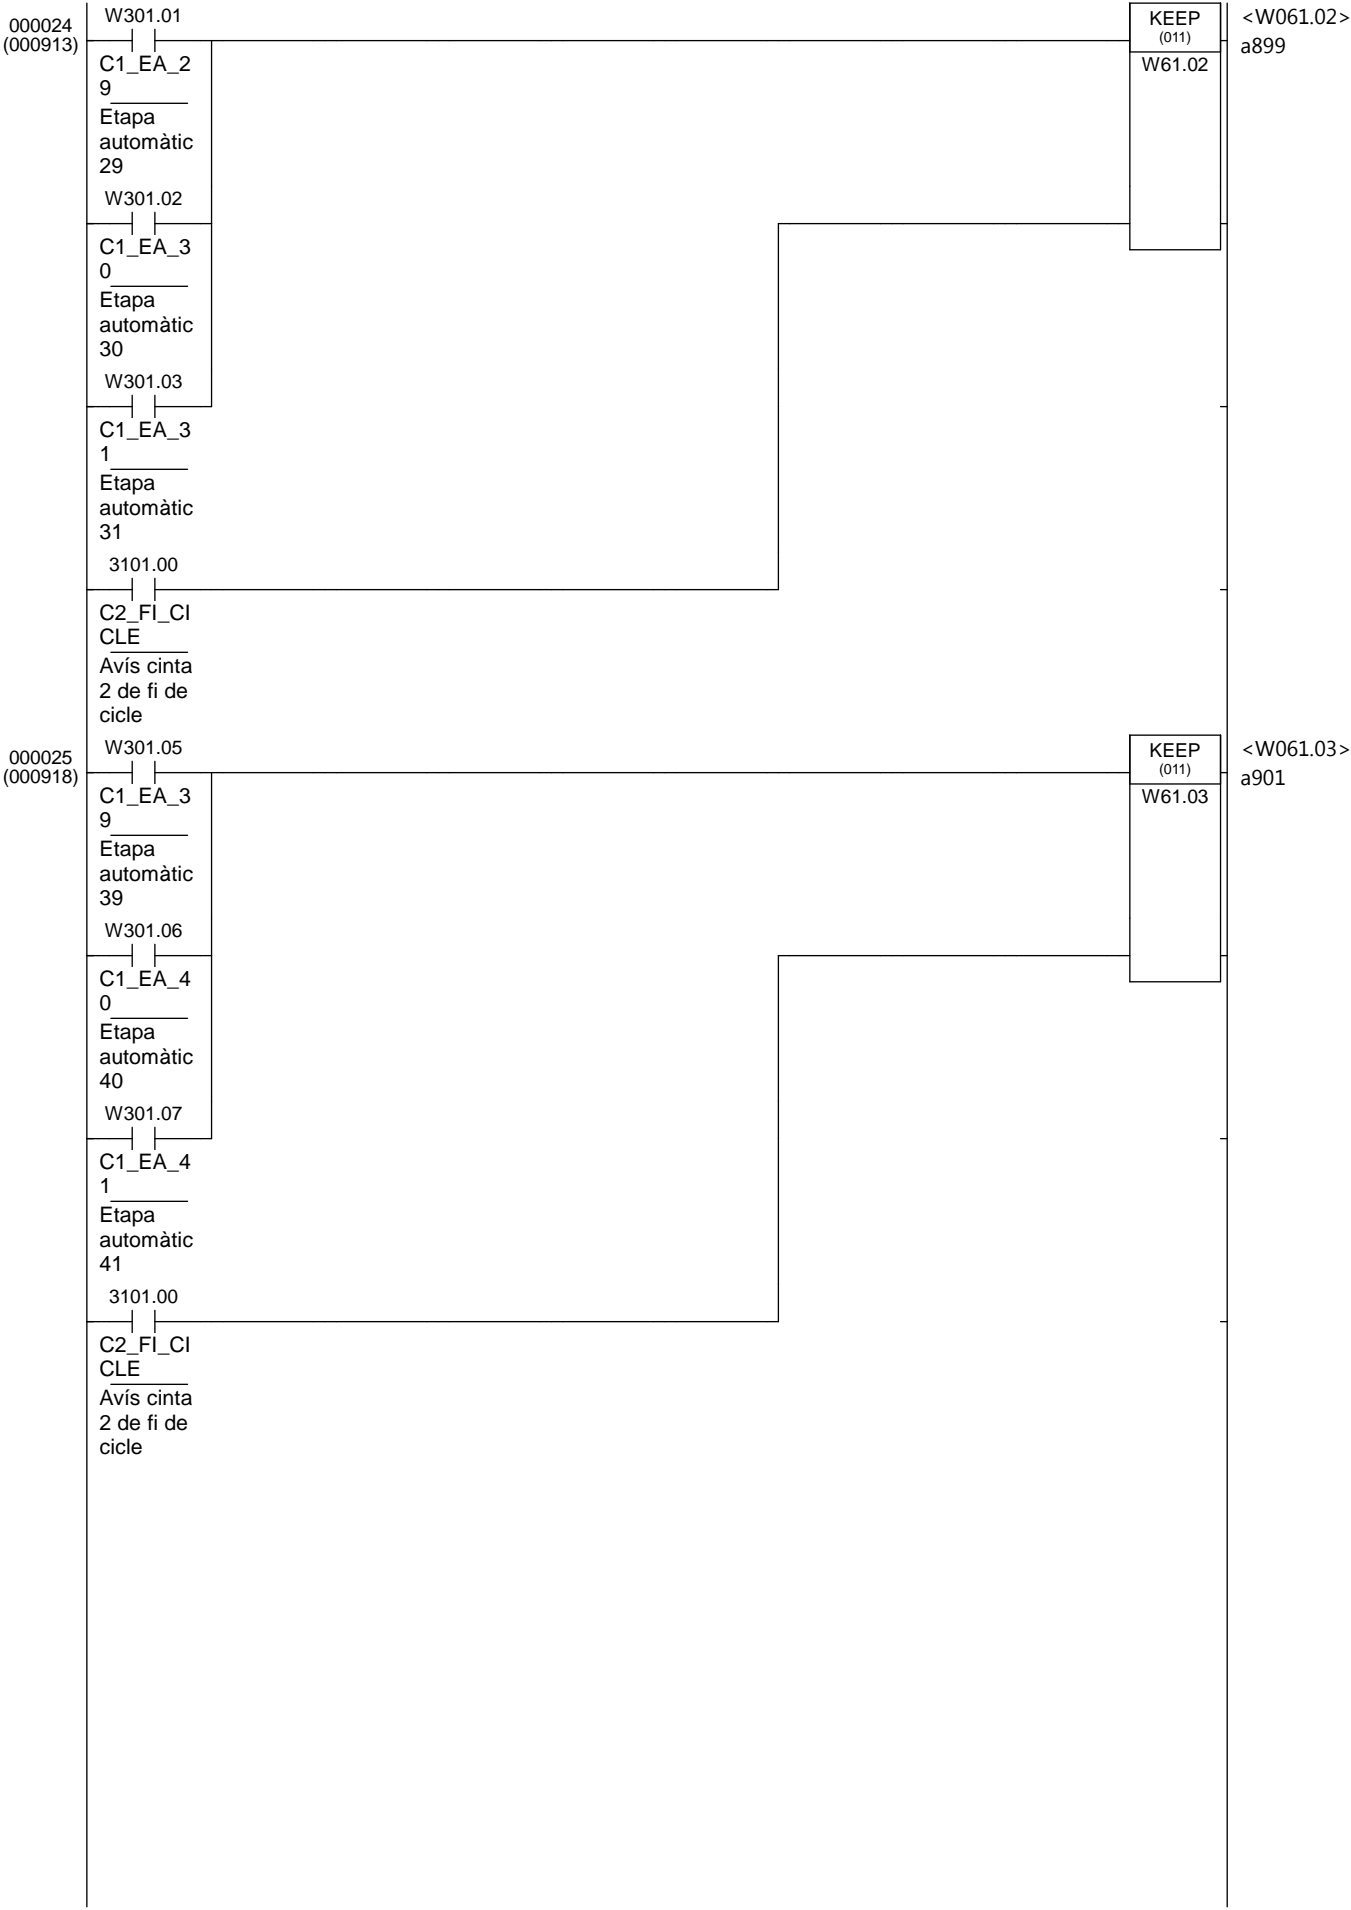 W301.01
KEEP
<W061.02>
000024
(011)
(000913)
a899
C1_EA_2
W61.02
9
Etapa
automàtic
29
W301.02
C1_EA_3
0
Etapa
automàtic
30
W301.03
C1_EA_3
1
Etapa
automàtic
31
3101.00
C2_FI_CI
CLE
Avís cinta
2 de fi de
cicle
W301.05
KEEP
<W061.03>
000025
(011)
(000918)
a901
C1_EA_3
W61.03
9
Etapa
automàtic
39
W301.06
C1_EA_4
0
Etapa
automàtic
40
W301.07
C1_EA_4
1
Etapa
automàtic
41
3101.00
C2_FI_CI
CLE
Avís cinta
2 de fi de
cicle